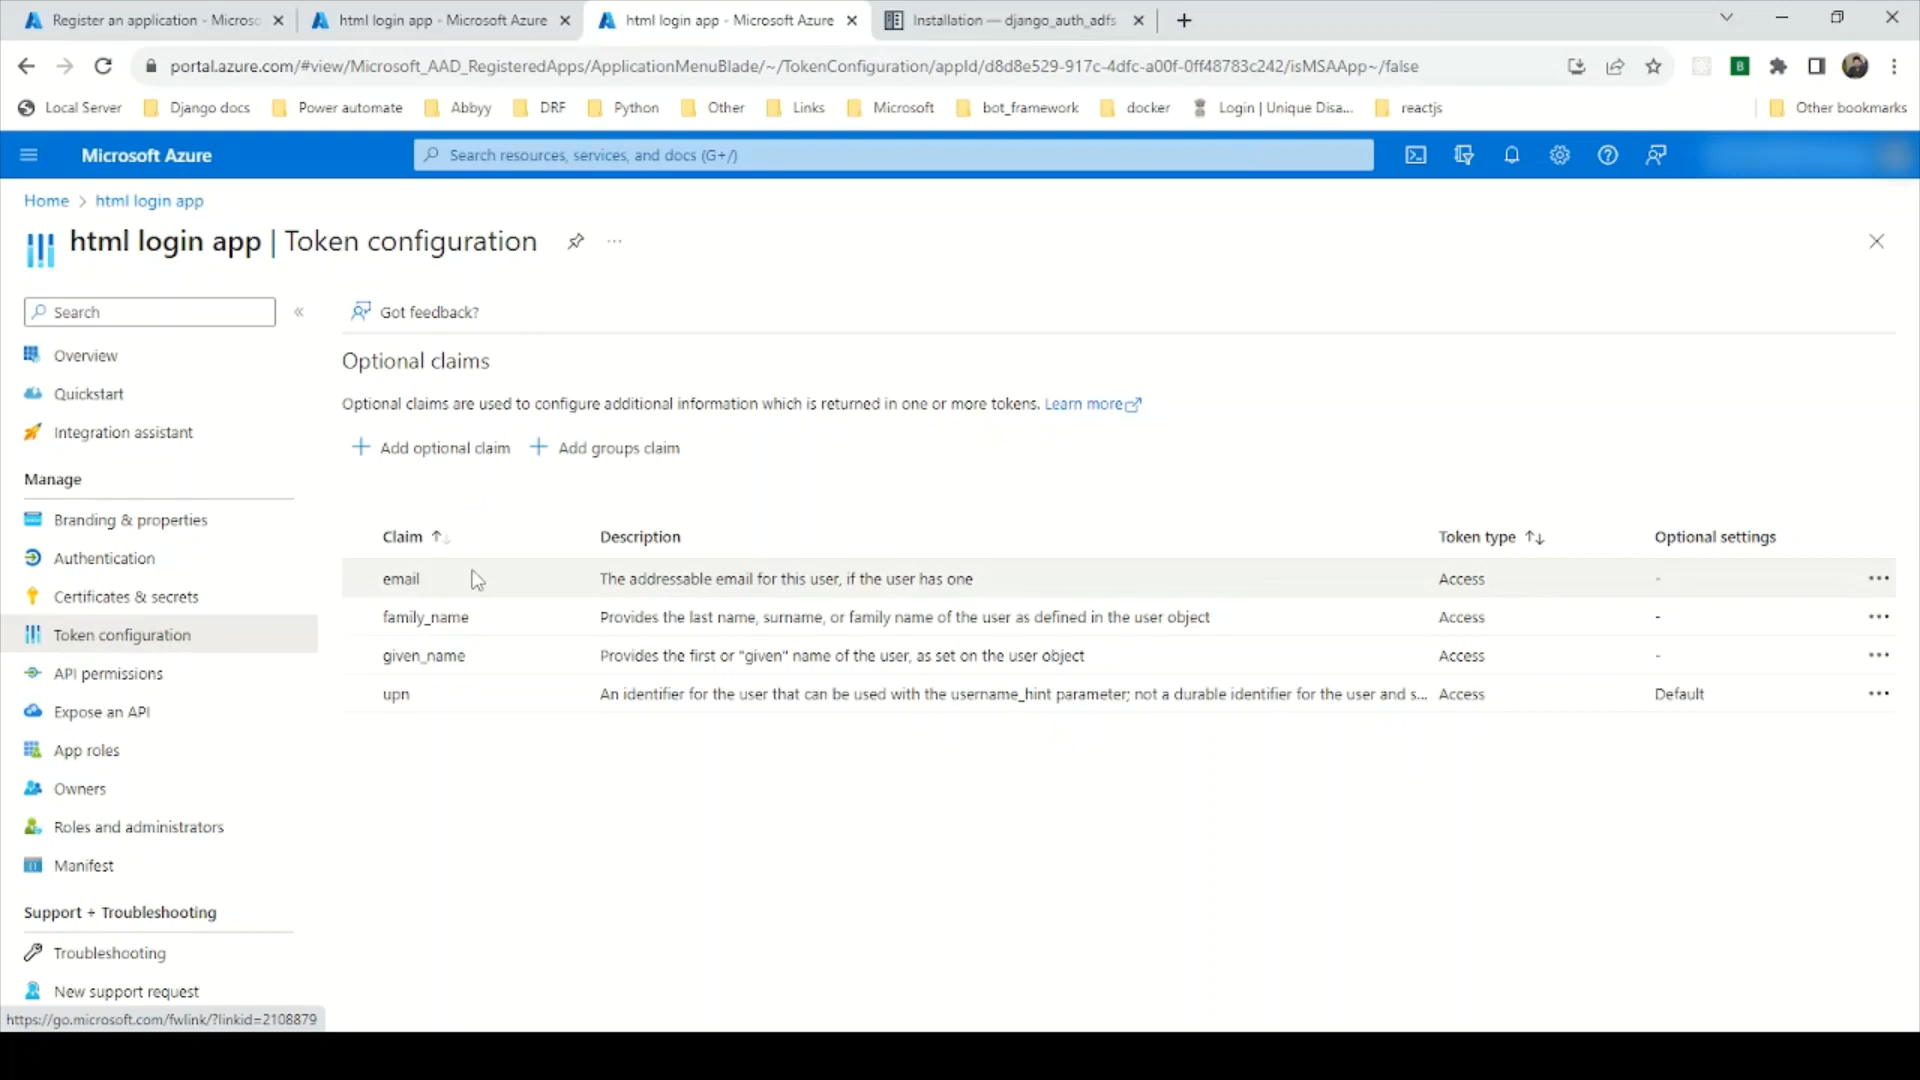 Register an application - Micros
html login app - Microsoft Azure
html login app - Microsoft Azure
Installation — django_auth_adfs
portal.azure.com/#view/Microsoft_AAD_RegisteredApps/ApplicationMenuBlade/~/TokenConfiguration/appId/d8d8e529-917c-4dfc-a00f-0ff48783c242/isMSAApp~/false
B
Local Server
Django docs
Power automate
Abbyy
DRF
Python
Other
Links
Microsoft
bot_framework
docker
Login | Unique Disa...
reactjs
Other bookmarks
Microsoft Azure
Search resources, services, and docs (G+/)
Home > html login app
html login app | Token configuration
Search
Got feedback?
Overview
Quickstart
Integration assistant
Manage
Branding & properties
Authentication
Certificates & secrets
Token configuration
API permissions
Expose an API
App roles
Owners
Roles and administrators
Manifest
Support + Troubleshooting
Troubleshooting
New support request
Optional claims
Optional claims are used to configure additional information which is returned in one or more tokens. Learn more
Add optional claim
Add groups claim
Claim Description Token type Optional settings
email The addressable email for this user, if the user has one Access -
family_name Provides the last name, surname, or family name of the user as defined in the user object Access -
given_name Provides the first or "given" name of the user, as set on the user object Access -
upn An identifier for the user that can be used with the username_hint parameter; not a durable identifier for the user and s... Access Default
https://go.microsoft.com/fwlink/?linkid=2108879